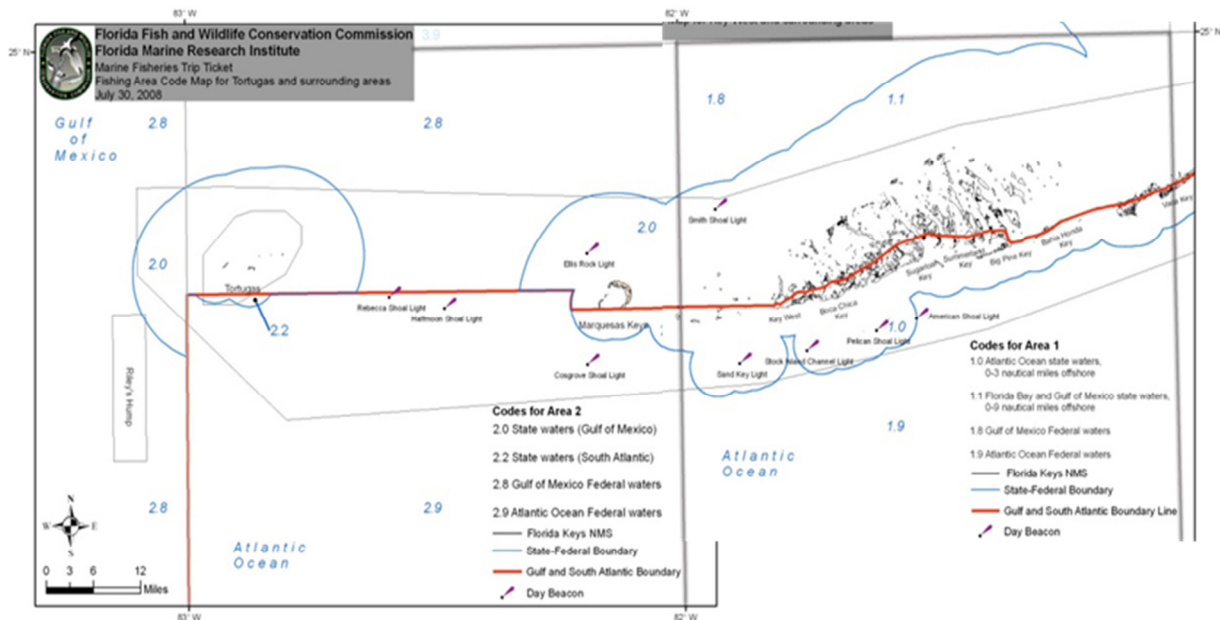 83° W
82° W
25° N
25° N
Florida Fish and Wildlife Conservation Commission
3.9
Florida Marine Research Institute
Marine Fisheries Trip Ticket
Fishing Area Code Map for Tortugas and surrounding areas
July 30, 2008
Gulf
of
Mexico
2.8
2.8
1.8
1.1
2.0
2.0
Smith Shoal Light
Ellis Rock Light
Tortugas
2.2
Rebecca Shoal Light
Halfmoon Shoal Light
Marquesas Keys
Cosgrove Shoal Light
Key West
Boca Chica
Key
Sugarloaf
Key
Summerland
Key
Big Pine Key
Bahia Honda
Key
Vaca Key
1.0
American Shoal Light
Pelican Shoal Light
Stock Island Channel Light
Sand Key Light
Riley's Hump
1.9
Atlantic
Ocean
Codes for Area 1
1.0 Atlantic Ocean state waters,
0-3 nautical miles offshore
1.1 Florida Bay and Gulf of Mexico state waters,
0-9 nautical miles offshore
1.8 Gulf of Mexico Federal waters
1.9 Atlantic Ocean Federal waters
Florida Keys NMS
State-Federal Boundary
Gulf and South Atlantic Boundary Line
Day Beacon
Codes for Area 2
2.0 State waters (Gulf of Mexico)
2.2 State waters (South Atlantic)
2.8 Gulf of Mexico Federal waters
2.9 Atlantic Ocean Federal waters
Florida Keys NMS
State-Federal Boundary
Gulf and South Atlantic Boundary
Day Beacon
2.8
2.9
Atlantic
Ocean
N
W E
S
0 3 6 12
Miles
83° W
82° W